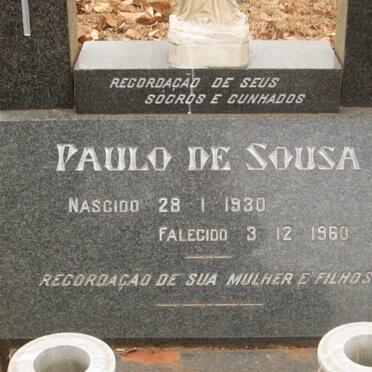 RECORDAÇÃO DE SEUS
SOGROS E CUNHADOS
PAULO DE SOUSA
NASCIDO 28 1 1930
FALECIDO 3 12 1960
RECORDAÇAO DE SUA MULHER E FILHOS